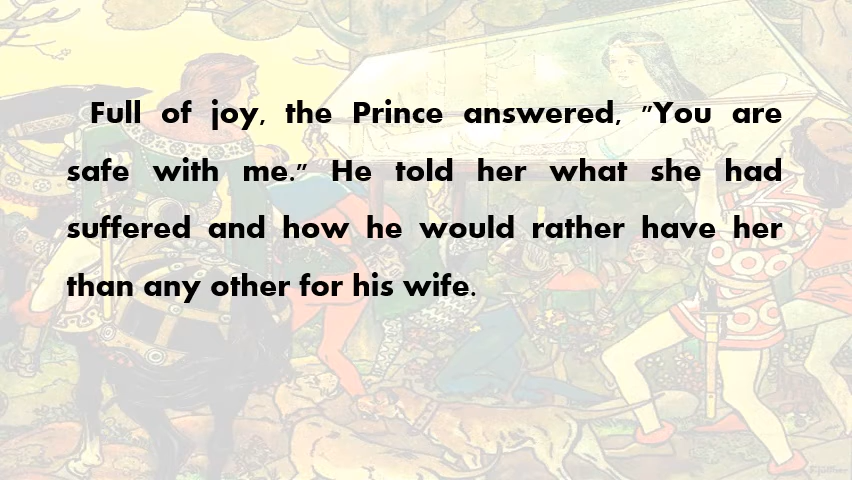 Full of joy, the Prince answered, "You are
safe with me." He told her what she had
suffered and how he would rather have her
than any other for his wife.